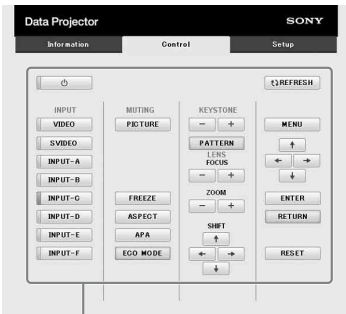 Data Projector SONY
Information Control Setup
REFRESH
INPUT MUTING KEYSTONE
VIDEO PICTURE - + MENU
SVIDEO PATTERN
LENS
INPUT-A FOCUS
INPUT-B - +
INPUT-C FREEZE ZOOM ENTER
INPUT-D ASPECT - + RETURN
INPUT-E APA SHIFT
INPUT-F ECO MODE RESET